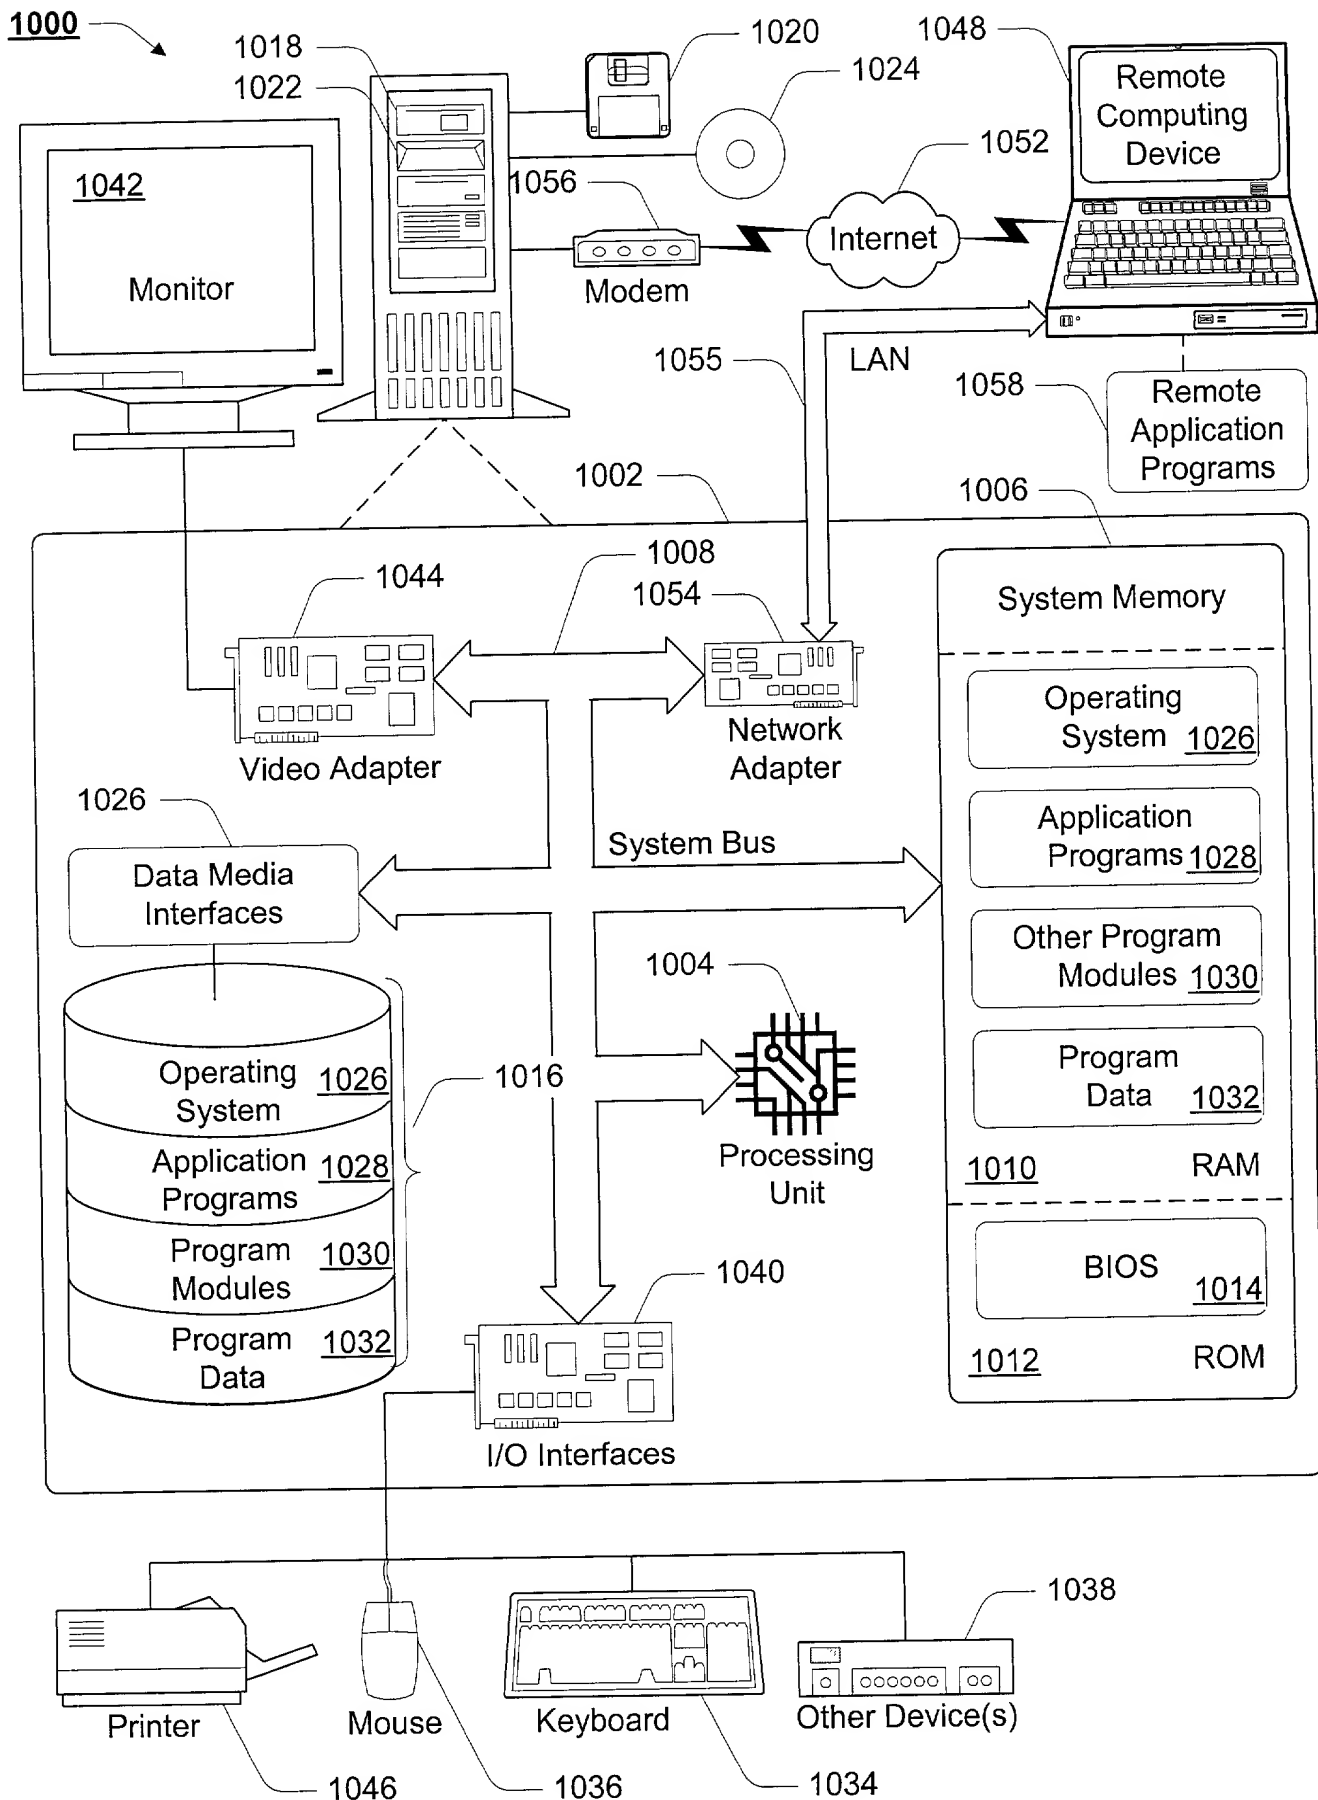 1000
1018
1022
1020
1024
1048
Remote
Computing
Device
1052
1042
Monitor
1056
Internet
Modem
1055
LAN
1058
Remote
Application
Programs
1002
1006
1008
1044
1054
System Memory
Operating
System 1026
Video Adapter
Network
Adapter
1026
Application
Programs 1028
System Bus
Data Media
Interfaces
Other Program
Modules 1030
1004
Operating
System 1026
1016
Program
Data 1032
Application
Programs 1028
Processing
Unit
1010 RAM
Program
Modules 1030
BIOS
1014
1040
Program
Data 1032
1012 ROM
I/O Interfaces
1038
Printer
Mouse
Keyboard
Other Device(s)
1046
1036
1034